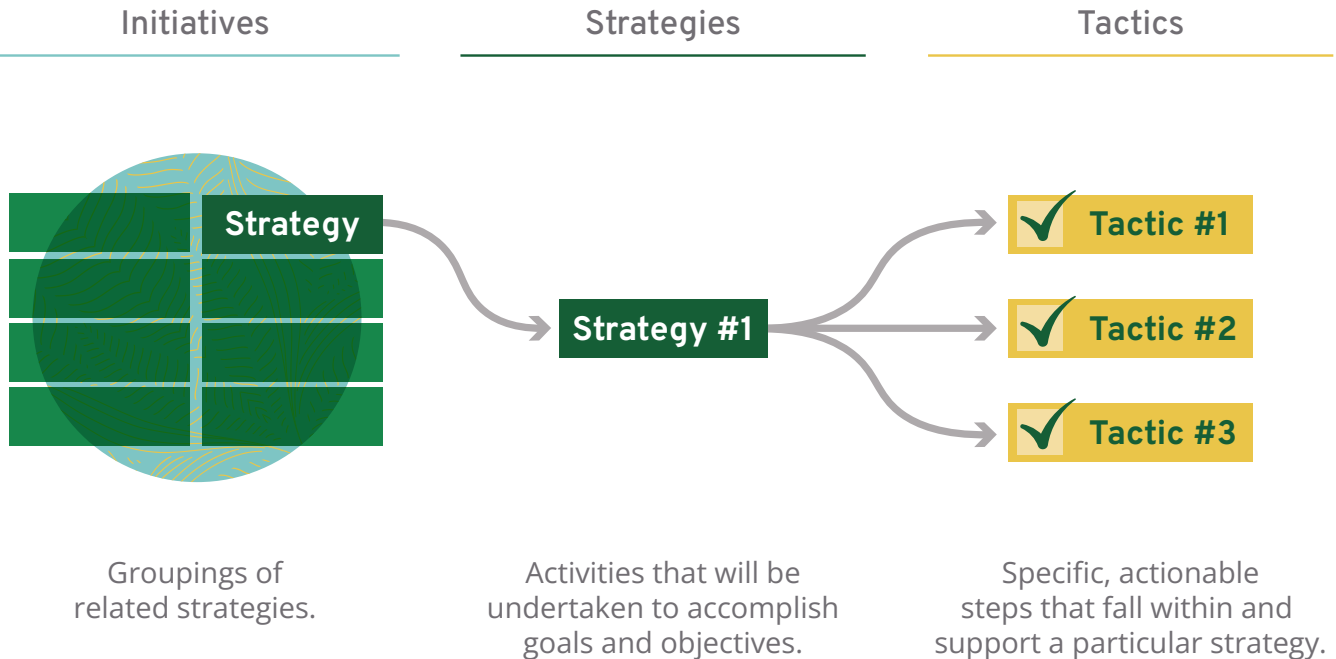 Initiatives
Strategies
Tactics
Strategy
Strategy #1
Tactic #1
Tactic #2
Tactic #3
Groupings of
related strategies.
Activities that will be
undertaken to accomplish
goals and objectives.
Specific, actionable
steps that fall within and
support a particular strategy.